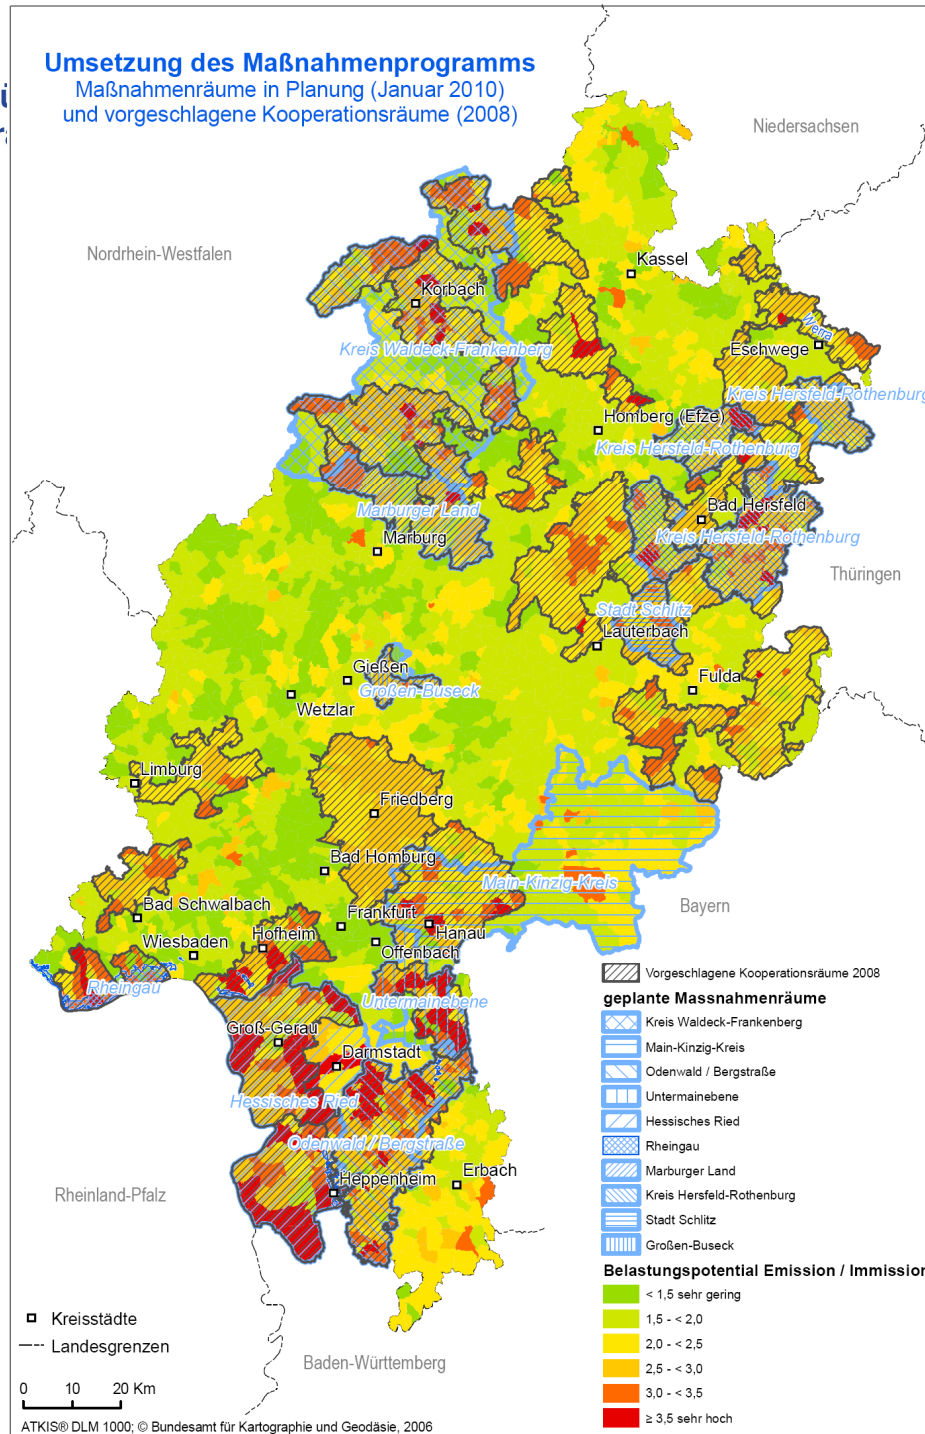 Umsetzung des Maßnahmenprogramms
Maßnahmenräume in Planung (Januar 2010)
und vorgeschlagene Kooperationsräume (2008)
Niedersachsen
Nordrhein-Westfalen
Kassel
Korbach
Werra
Eschwege
Kreis Waldeck-Frankenberg
Kreis Hersfeld-Rothenburg
Homberg (Efze)
Kreis Hersfeld-Rothenburg
Bad Hersfeld
Marburger Land
Kreis Hersfeld-Rothenburg
Marburg
Thüringen
Stadt Schlitz
Lauterbach
Gießen
Fulda
Großen-Buseck
Wetzlar
Limburg
Friedberg
Bad Homburg
Main-Kinzig-Kreis
Bad Schwalbach
Frankfurt
Bayern
Hofheim
Hanau
Wiesbaden
Offenbach
Rheingau
Untermainebene
Groß-Gerau
Darmstadt
Hessisches Ried
Odenwald / Bergstraße
Erbach
Heppenheim
Rheinland-Pfalz
Baden-Württemberg
Vorgeschlagene Kooperationsräume 2008
geplante Massnahmenräume
Kreis Waldeck-Frankenberg
Main-Kinzig-Kreis
Odenwald / Bergstraße
Untermainebene
Hessisches Ried
Rheingau
Marburger Land
Kreis Hersfeld-Rothenburg
Stadt Schlitz
Großen-Buseck
Belastungspotential Emission / Immission
< 1,5 sehr gering
1,5 - < 2,0
2,0 - < 2,5
2,5 - < 3,0
3,0 - < 3,5
≥ 3,5 sehr hoch
Kreisstädte
Landesgrenzen
0 10 20 Km
ATKIS® DLM 1000; © Bundesamt für Kartographie und Geodäsie, 2006